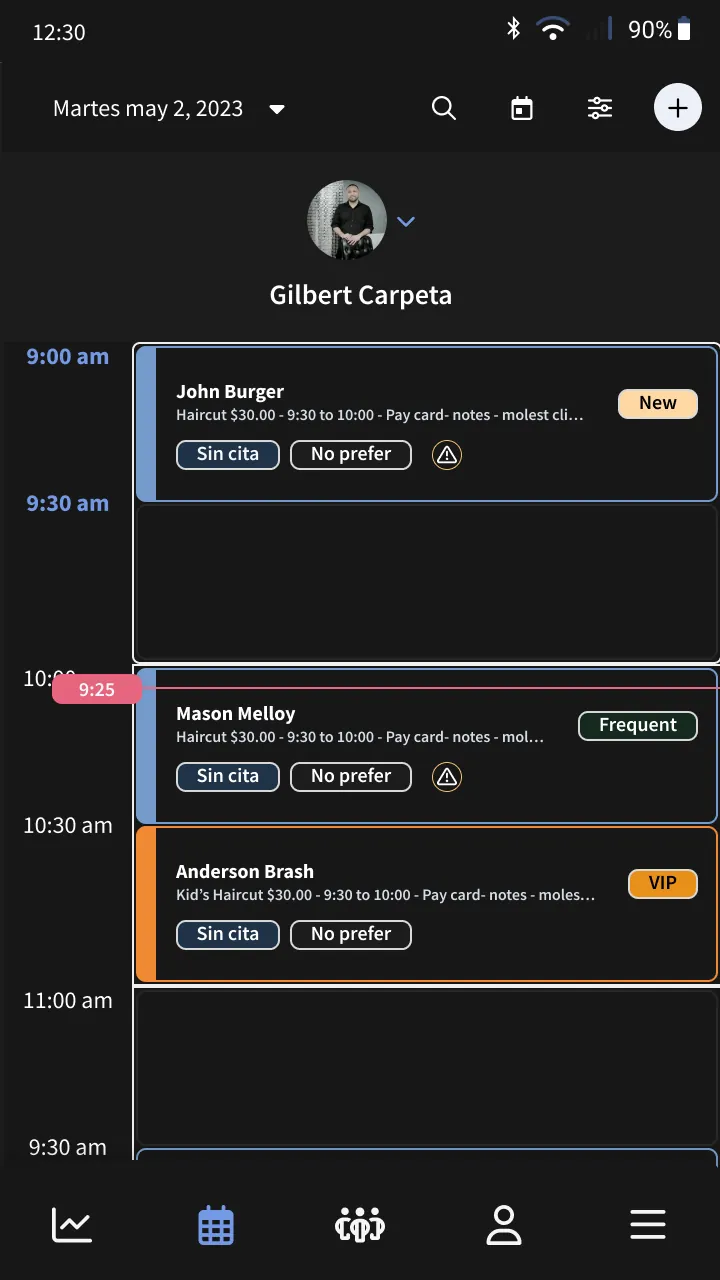 12:30
90%
Martes may 2, 2023
Gilbert Carpeta
9:00 am
John Burger
Haircut $30.00 - 9:30 to 10:00 - Pay card- notes - molest cli...
New
Sin cita
No prefer
9:30 am
10:00
9:25
Mason Melloy
Haircut $30.00 - 9:30 to 10:00 - Pay card- notes - mol...
Frequent
Sin cita
No prefer
10:30 am
Anderson Brash
Kid's Haircut $30.00 - 9:30 to 10:00 - Pay card- notes - moles...
VIP
Sin cita
No prefer
11:00 am
9:30 am